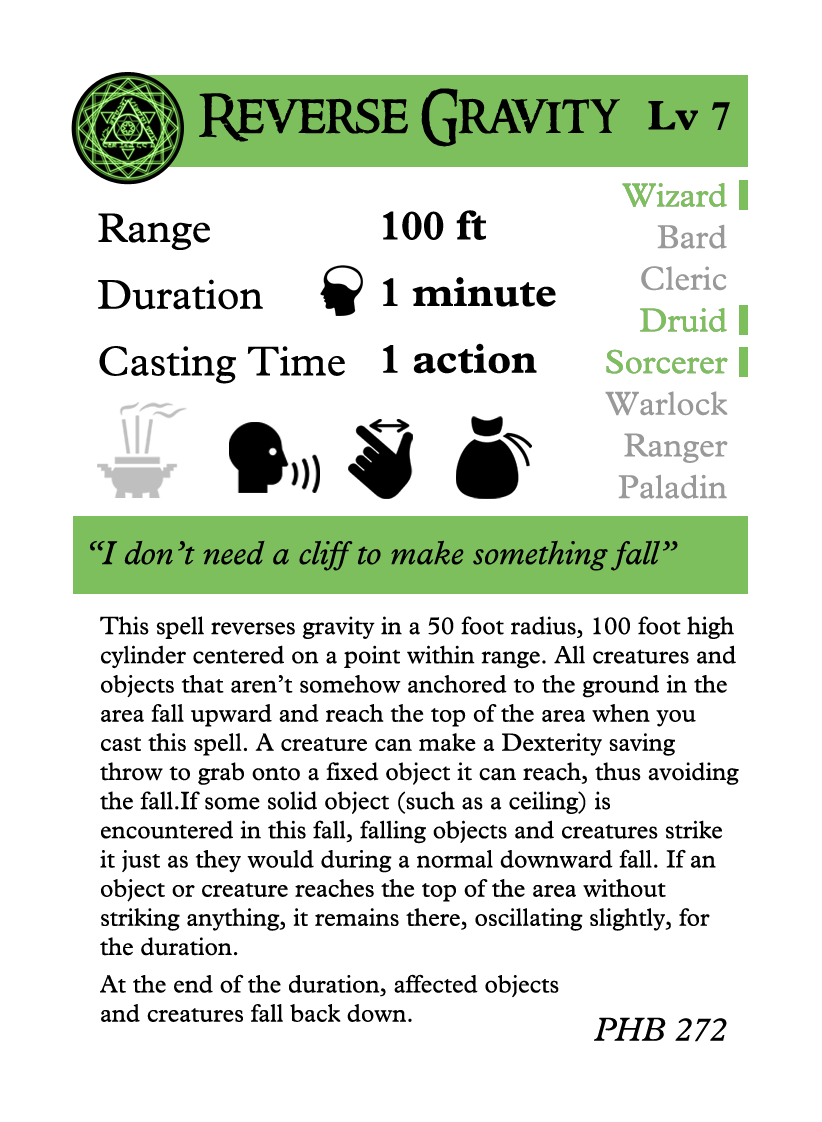 REVERSE GRAVITY Lv 7
Range 100 ft
Duration 1 minute
Casting Time 1 action
Wizard
Bard
Cleric
Druid
Sorcerer
Warlock
Ranger
Paladin
“I don’t need a cliff to make something fall”
This spell reverses gravity in a 50 foot radius, 100 foot high
cylinder centered on a point within range. All creatures and
objects that aren’t somehow anchored to the ground in the
area fall upward and reach the top of the area when you
cast this spell. A creature can make a Dexterity saving
throw to grab onto a fixed object it can reach, thus avoiding
the fall.If some solid object (such as a ceiling) is
encountered in this fall, falling objects and creatures strike
it just as they would during a normal downward fall. If an
object or creature reaches the top of the area without
striking anything, it remains there, oscillating slightly, for
the duration.
At the end of the duration, affected objects
and creatures fall back down.
PHB 272